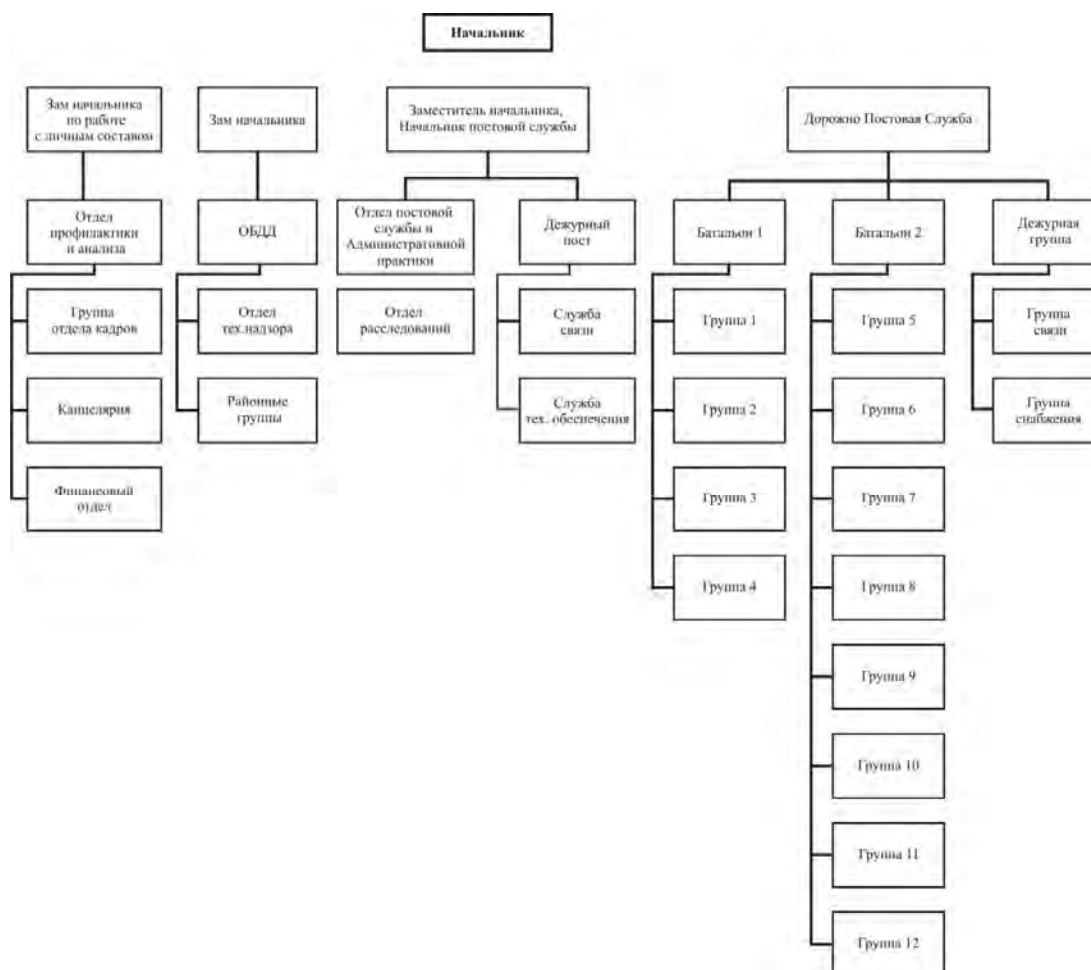 Начальник
Зам начальника
по работе
с личным составом
Зам начальника
Заместитель начальника,
Начальник постовой службы
Дорожно Постовая Служба
Отдел
профилактики
и анализа
ОБДД
Отдел постовой
службы и
Административной
практики
Дежурный
пост
Батальон 1
Батальон 2
Дежурная
группа
Группа
отдела кадров
Отдел
тех.надзора
Отдел
расследований
Служба
связи
Группа 1
Группа 5
Группа
связи
Канцелярия
Районные
группы
Служба
тех. обеспечения
Группа 2
Группа 6
Группа
снабжения
Финансовый
отдел
Группа 3
Группа 7
Группа 4
Группа 8
Группа 9
Группа 10
Группа 11
Группа 12